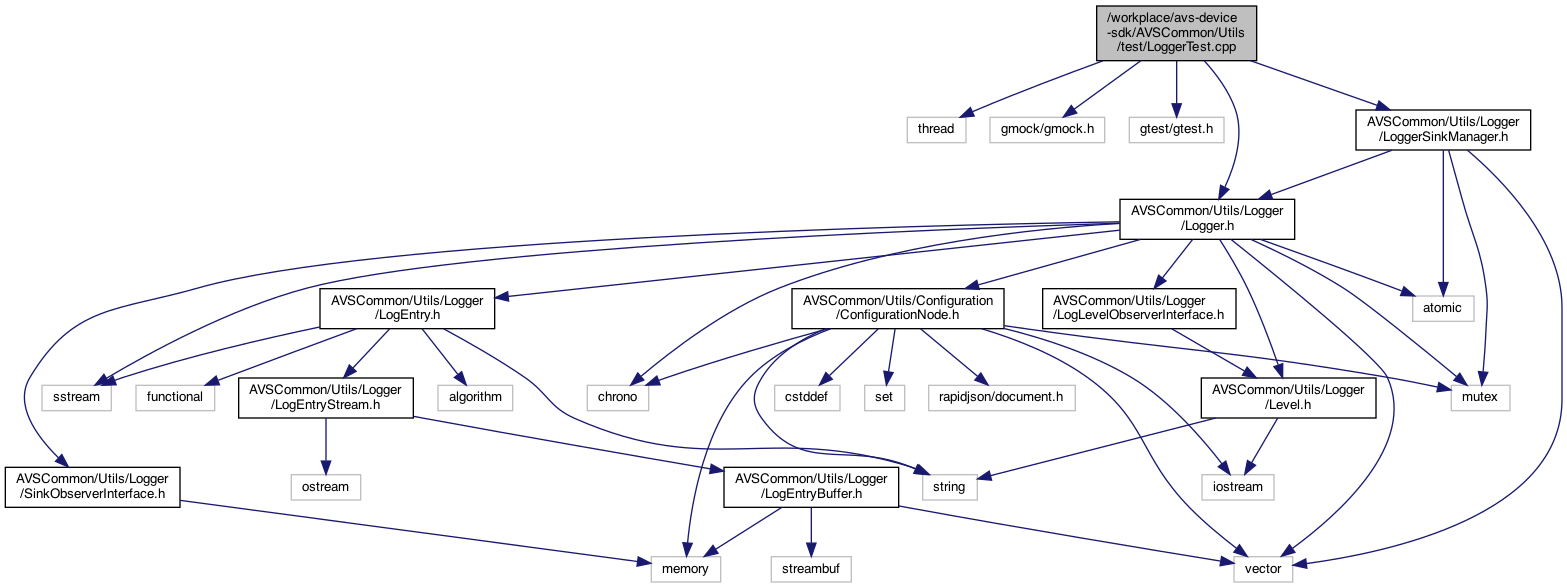 /workplace/avs-device
-sdk/AVSCommon/Utils
/test/LoggerTest.cpp
thread
gmock/gmock.h
gtest/gtest.h
AVSCommon/Utils/Logger
/LoggerSinkManager.h
AVSCommon/Utils/Logger
/Logger.h
AVSCommon/Utils/Logger
/LogEntry.h
AVSCommon/Utils/Configuration
/ConfigurationNode.h
AVSCommon/Utils/Logger
/LogLevelObserverInterface.h
atomic
sstream
functional
AVSCommon/Utils/Logger
/LogEntryStream.h
algorithm
chrono
cstddef
set
rapidjson/document.h
AVSCommon/Utils/Logger
/Level.h
mutex
AVSCommon/Utils/Logger
/SinkObserverInterface.h
ostream
AVSCommon/Utils/Logger
/LogEntryBuffer.h
string
iostream
memory
streambuf
vector